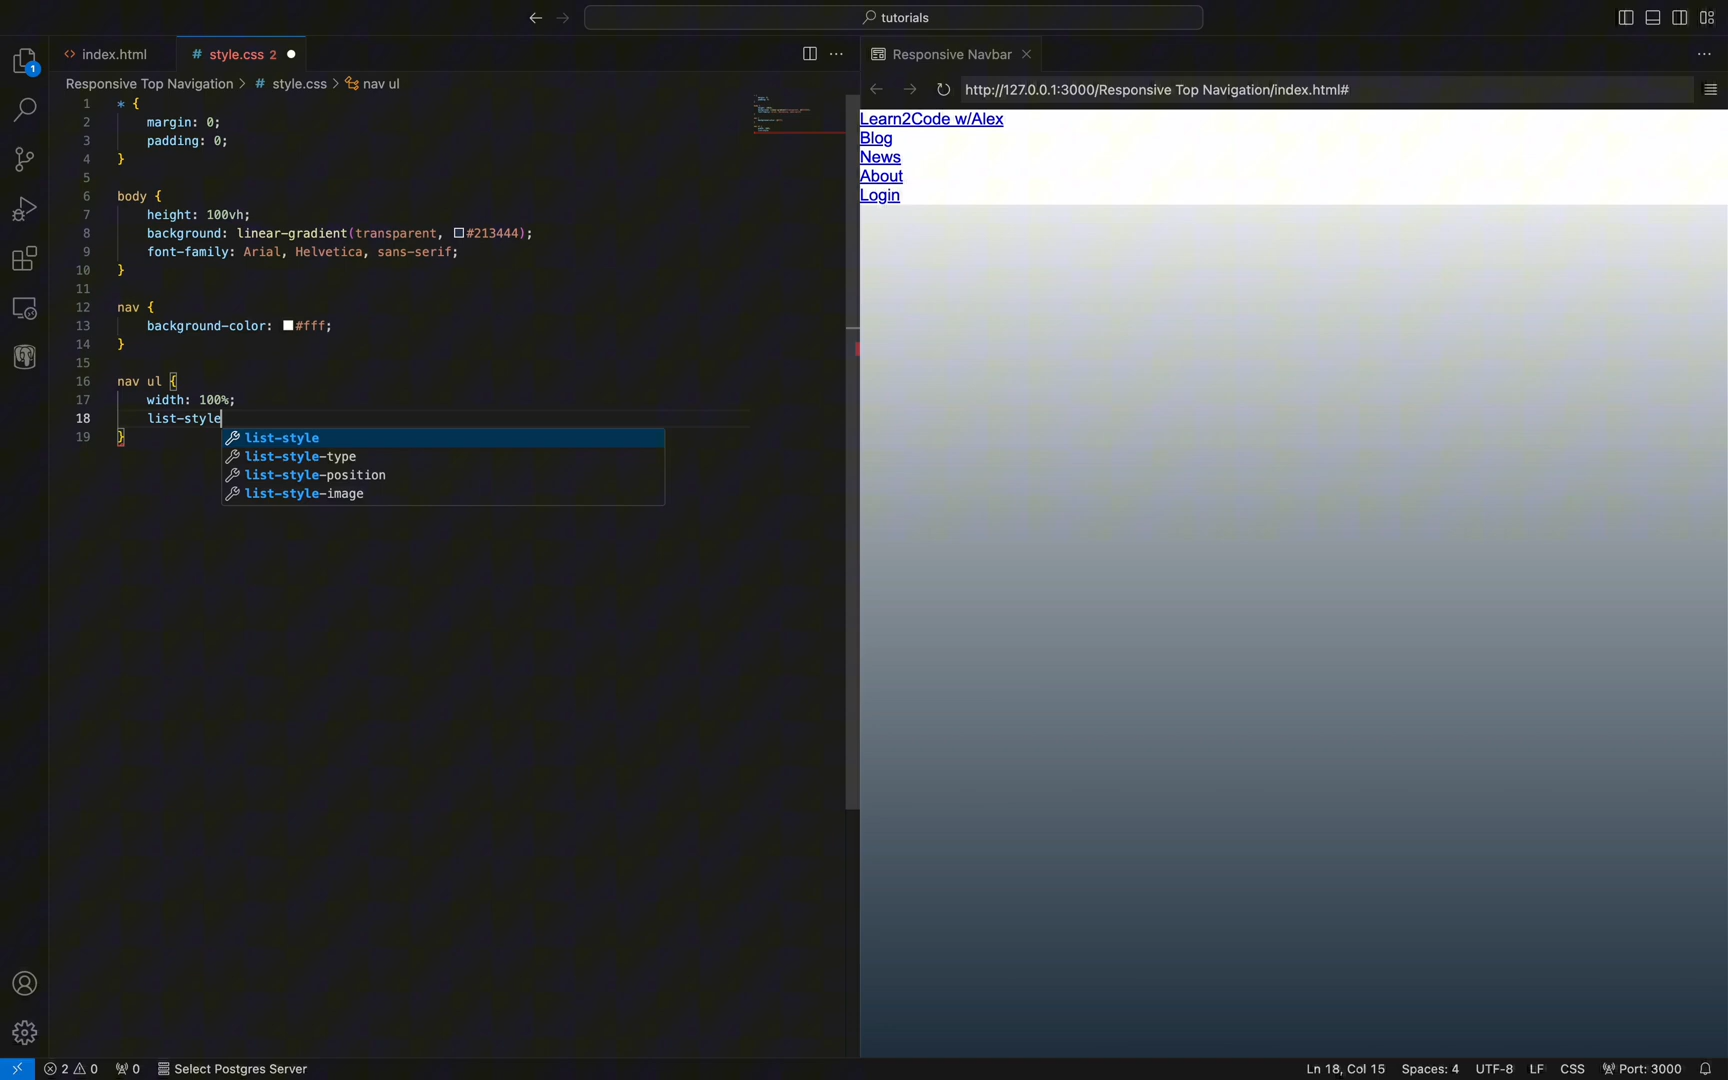 tutorials
index.html
style.css 2
Responsive Top Navigation > # style.css > nav ul
1 * {
2 margin: 0;
3 padding: 0;
4 }
5
6 body {
7 height: 100vh;
8 background: linear-gradient(transparent, #213444);
9 font-family: Arial, Helvetica, sans-serif;
10 }
11
12 nav {
13 background-color: #fff;
14 }
15
16 nav ul {
17 width: 100%;
18 list-style
19 }
list-style
list-style-type
list-style-position
list-style-image
1
Responsive Navbar
http://127.0.0.1:3000/Responsive Top Navigation/index.html#
Learn2Code w/Alex
Blog
News
About
Login
2 0 0 Select Postgres Server Ln 18, Col 15 Spaces: 4 UTF-8 LF CSS Port: 3000